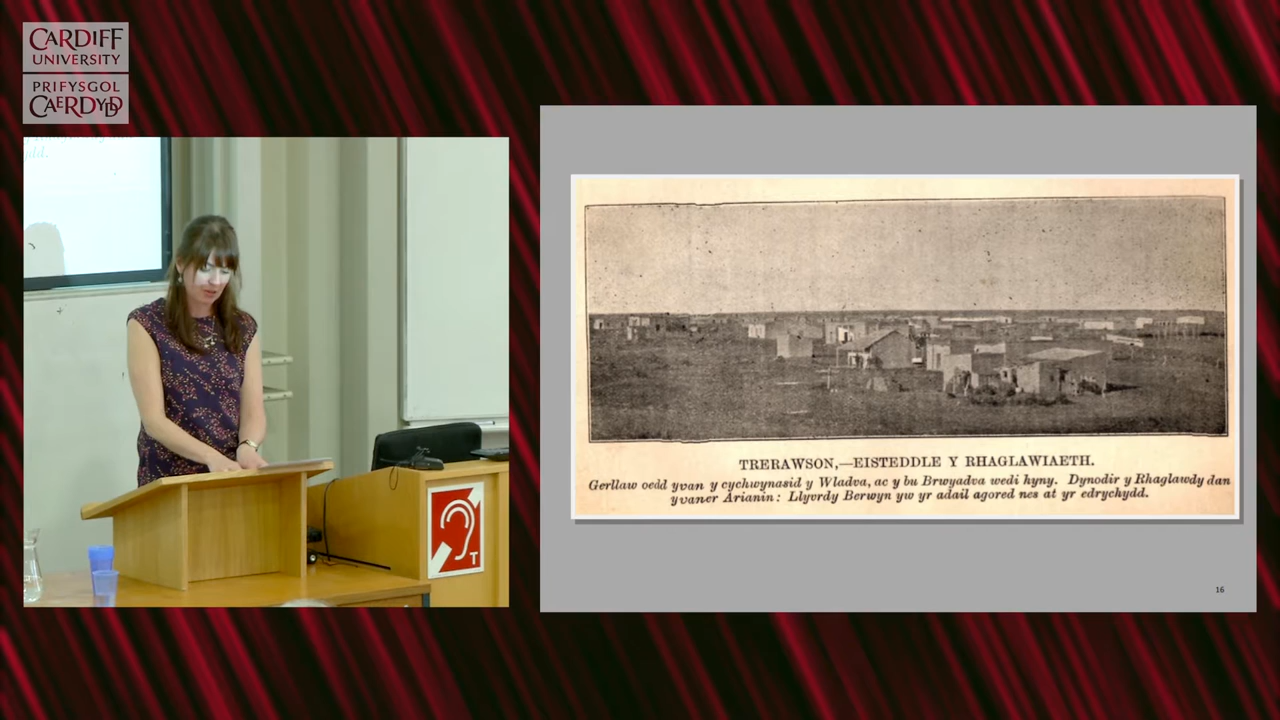 CARDIFF
UNIVERSITY
PRIFYSGOL
CAERDYDD
TRERAWSON,—EISTEDDLE Y RHAGLAWIAETH.
Gerllaw oedd yvan y cychwynasid y Wladva, ac y bu Brwyadva wedi hyny. Dynodir y Rhaglawdy dan
yvaner Arianin: Llyvrdy Berwyn yw yr adail agored nes at yr edrychydd.
T
16